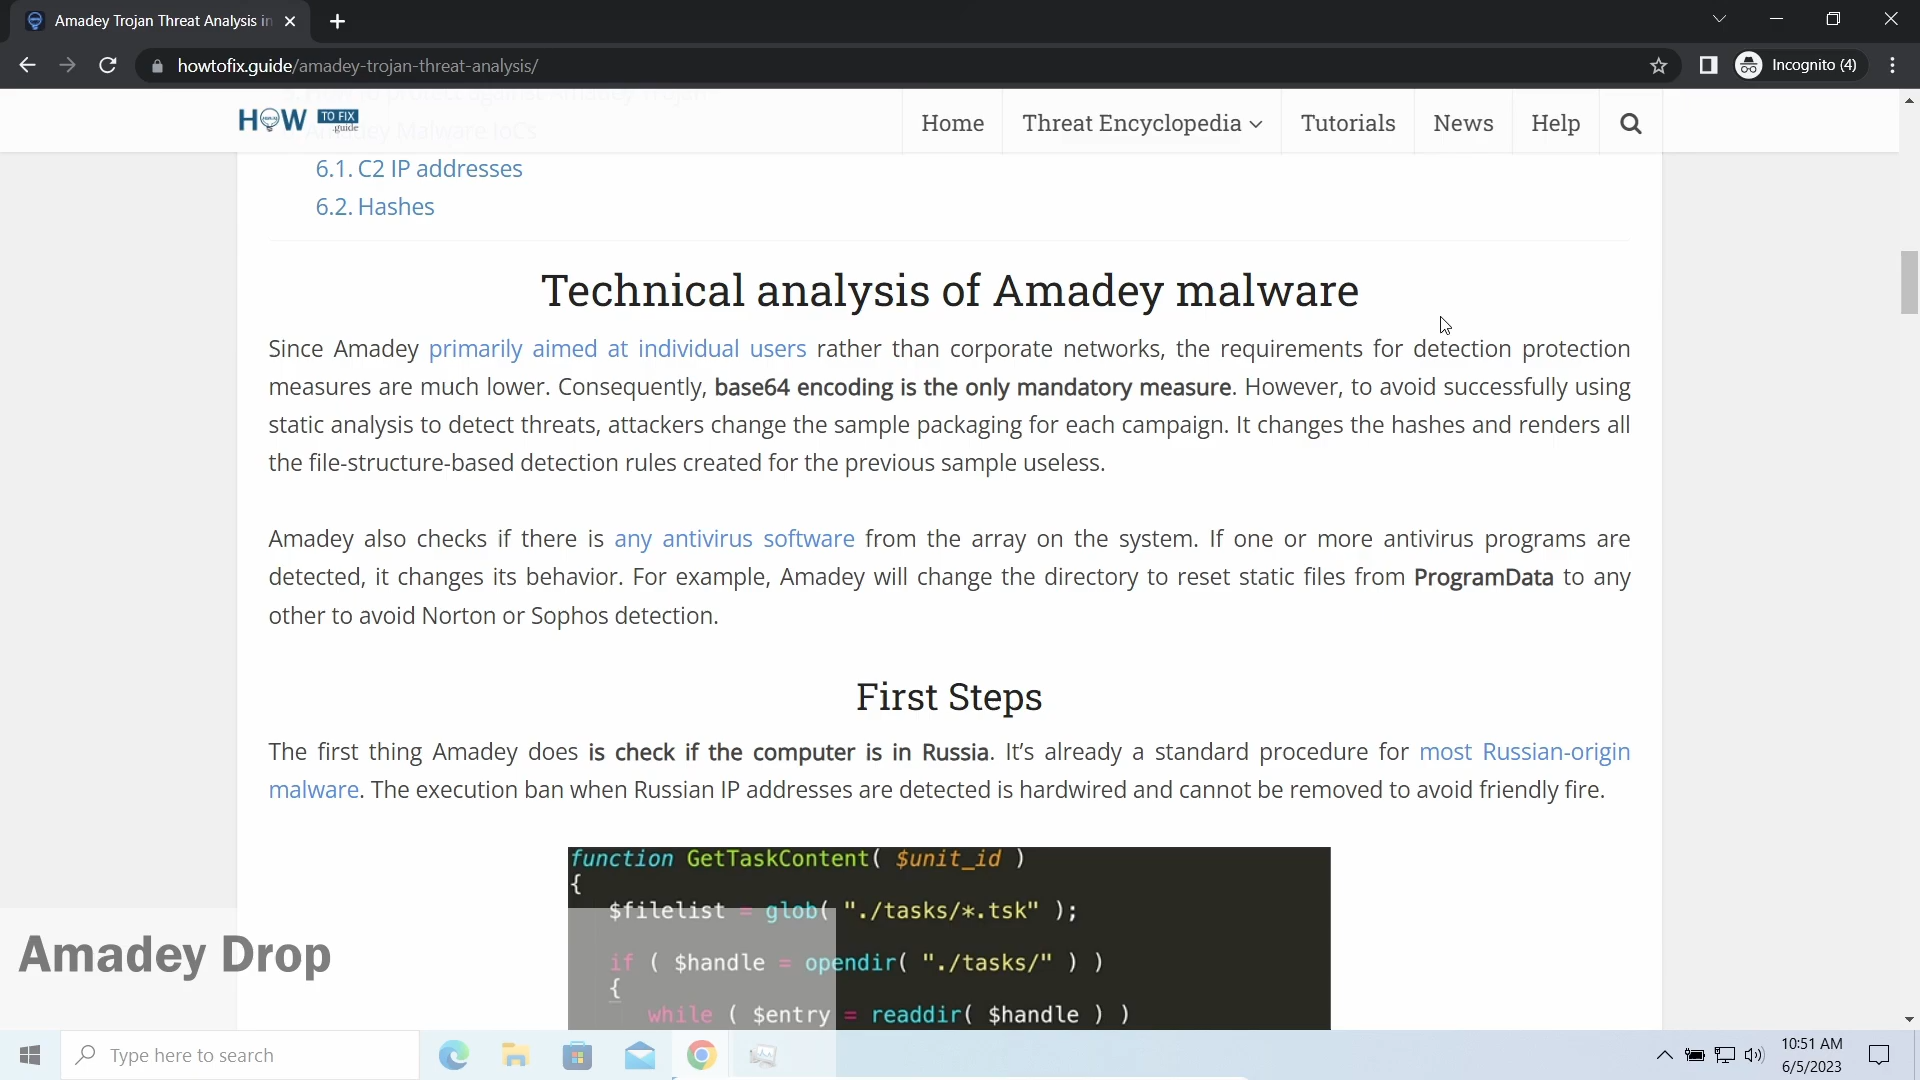 Amadey Trojan Threat Analysis in
howtofix.guide/amadey-trojan-threat-analysis/
Incognito (4)
HOW TO FIX .guide
Home
Threat Encyclopedia
Tutorials
News
Help
6.1. C2 IP addresses
6.2. Hashes
Technical analysis of Amadey malware
Since Amadey primarily aimed at individual users rather than corporate networks, the requirements for detection protection
measures are much lower. Consequently, base64 encoding is the only mandatory measure. However, to avoid successfully using
static analysis to detect threats, attackers change the sample packaging for each campaign. It changes the hashes and renders all
the file-structure-based detection rules created for the previous sample useless.
Amadey also checks if there is any antivirus software from the array on the system. If one or more antivirus programs are
detected, it changes its behavior. For example, Amadey will change the directory to reset static files from ProgramData to any
other to avoid Norton or Sophos detection.
First Steps
The first thing Amadey does is check if the computer is in Russia. It’s already a standard procedure for most Russian-origin
malware. The execution ban when Russian IP addresses are detected is hardwired and cannot be removed to avoid friendly fire.
function GetTaskContent( $unit_id )
{
$filelist = glob( "./tasks/*.tsk" );
if ( $handle = opendir( "./tasks/" ) )
{
while ( $entry = readdir( $handle ) )
Amadey Drop
Type here to search
10:51 AM
6/5/2023